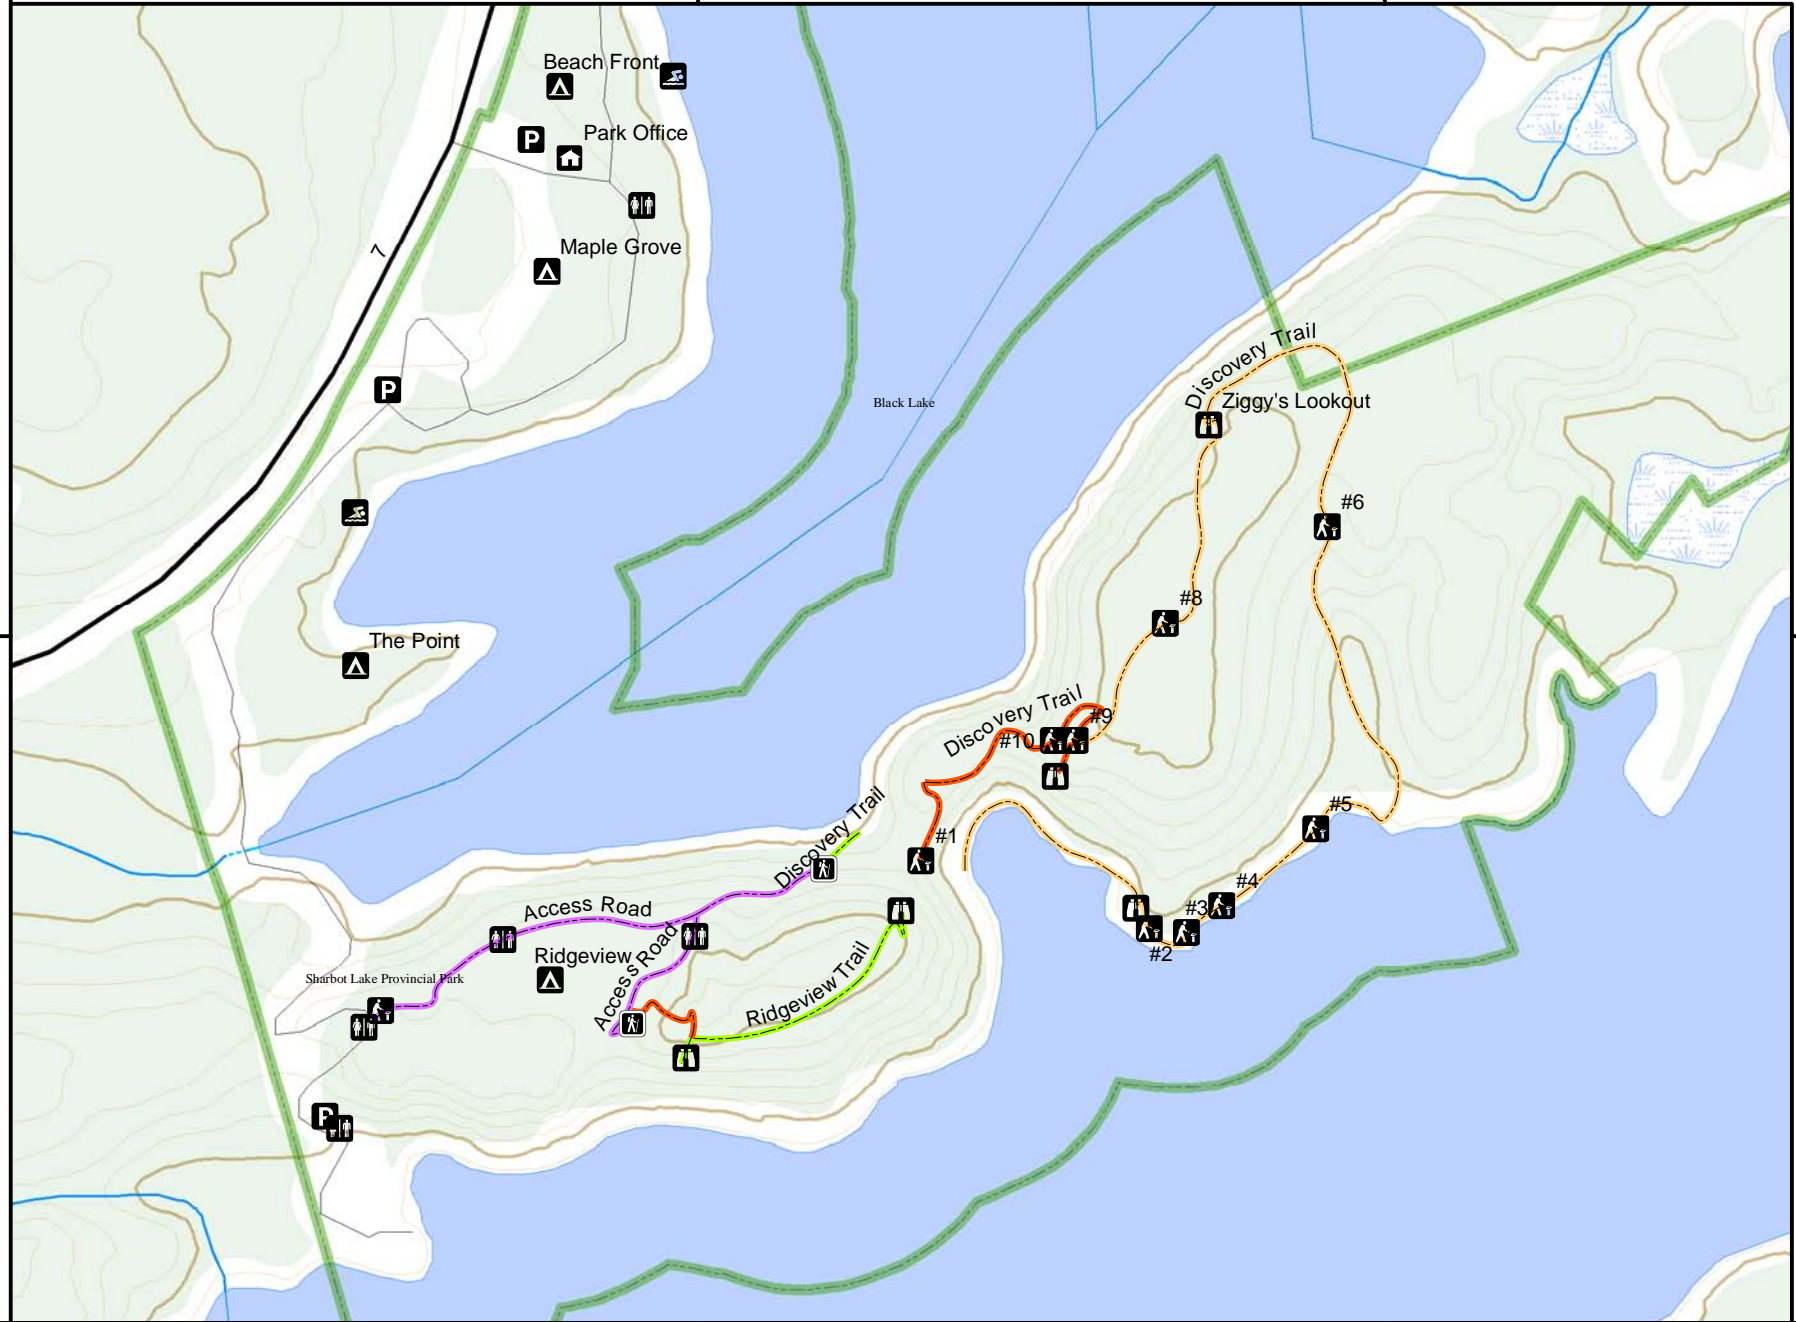 Beach Front
P
Park Office
7
Maple Grove
Discovery Trail
P
Black Lake
Ziggy's Lookout
#6
#8
The Point
Discovery Trail
#9
#10
Discovery Trail
#5
#1
#4
Access Road
#3
Access Road
#2
Ridgeview
Ridgeview Trail
Sharbot Lake Provincial Park
P